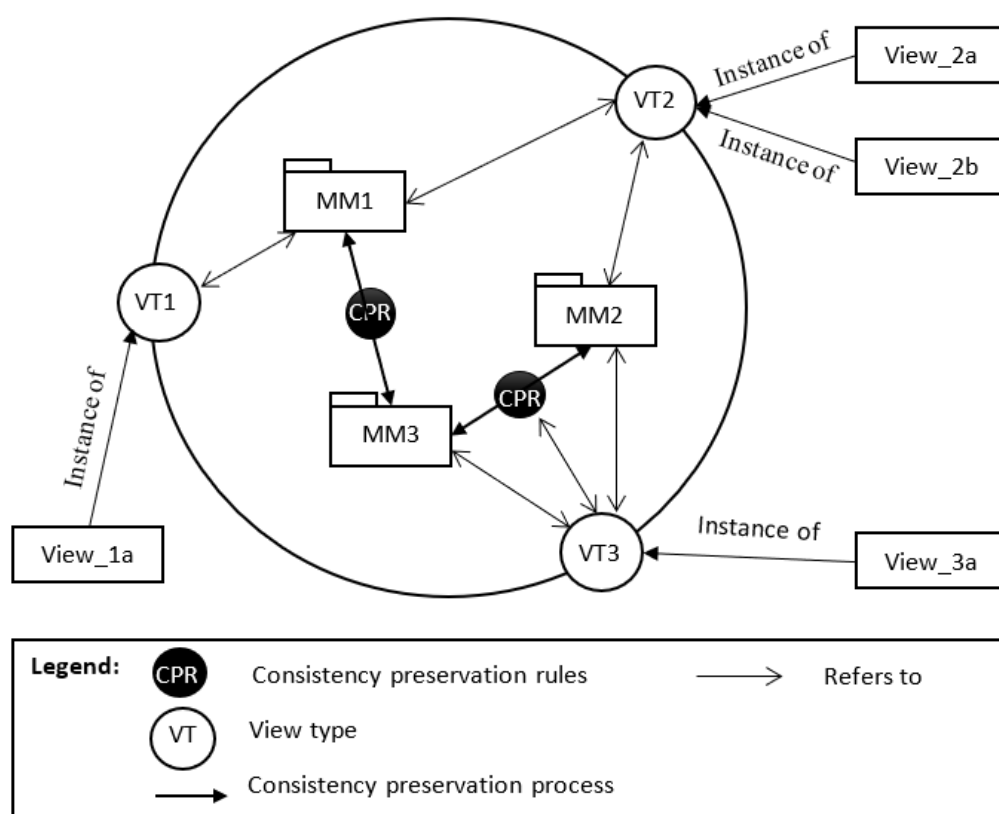 View_2a
Instance of
VT2
Instance of
View_2b
MM1
VT1
CPR
MM2
CPR
MM3
Instance of
VT3
Instance of
View_1a
View_3a
Legend:
CPR
Consistency preservation rules
Refers to
VT
View type
Consistency preservation process